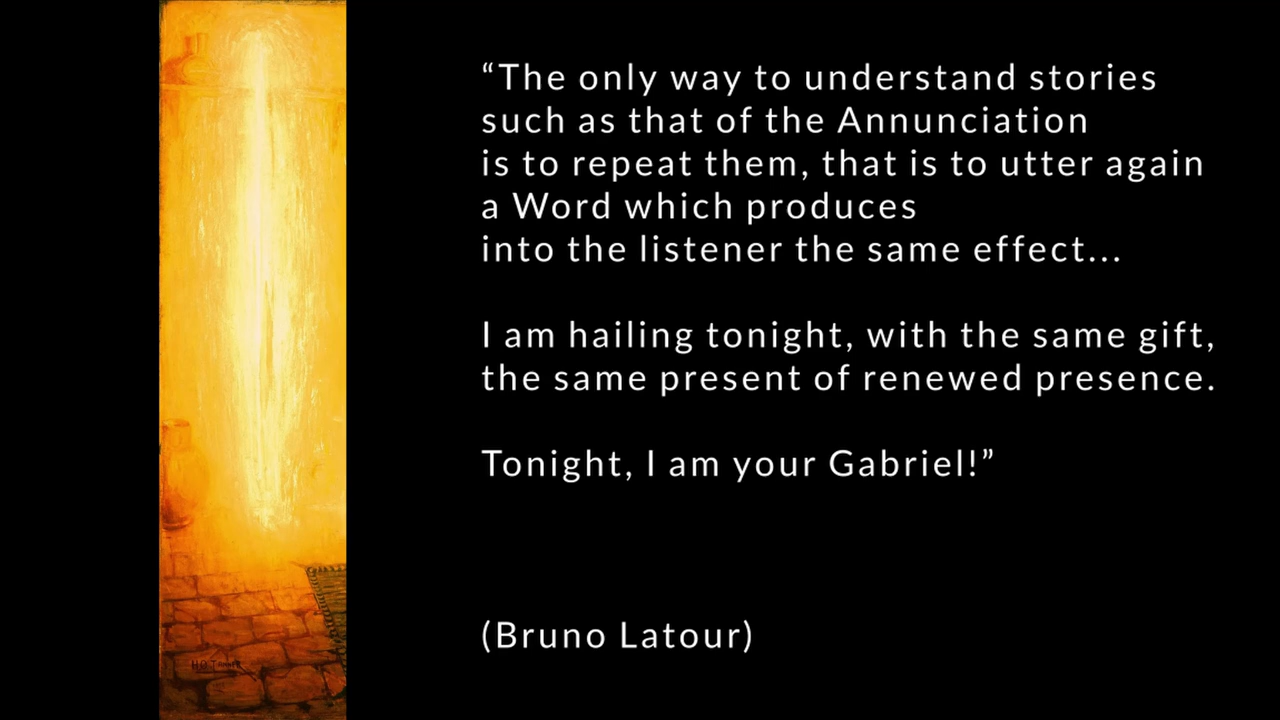 “The only way to understand stories
such as that of the Annunciation
is to repeat them, that is to utter again
a Word which produces
into the listener the same effect...
I am hailing tonight, with the same gift,
the same present of renewed presence.
Tonight, I am your Gabriel!”
(Bruno Latour)